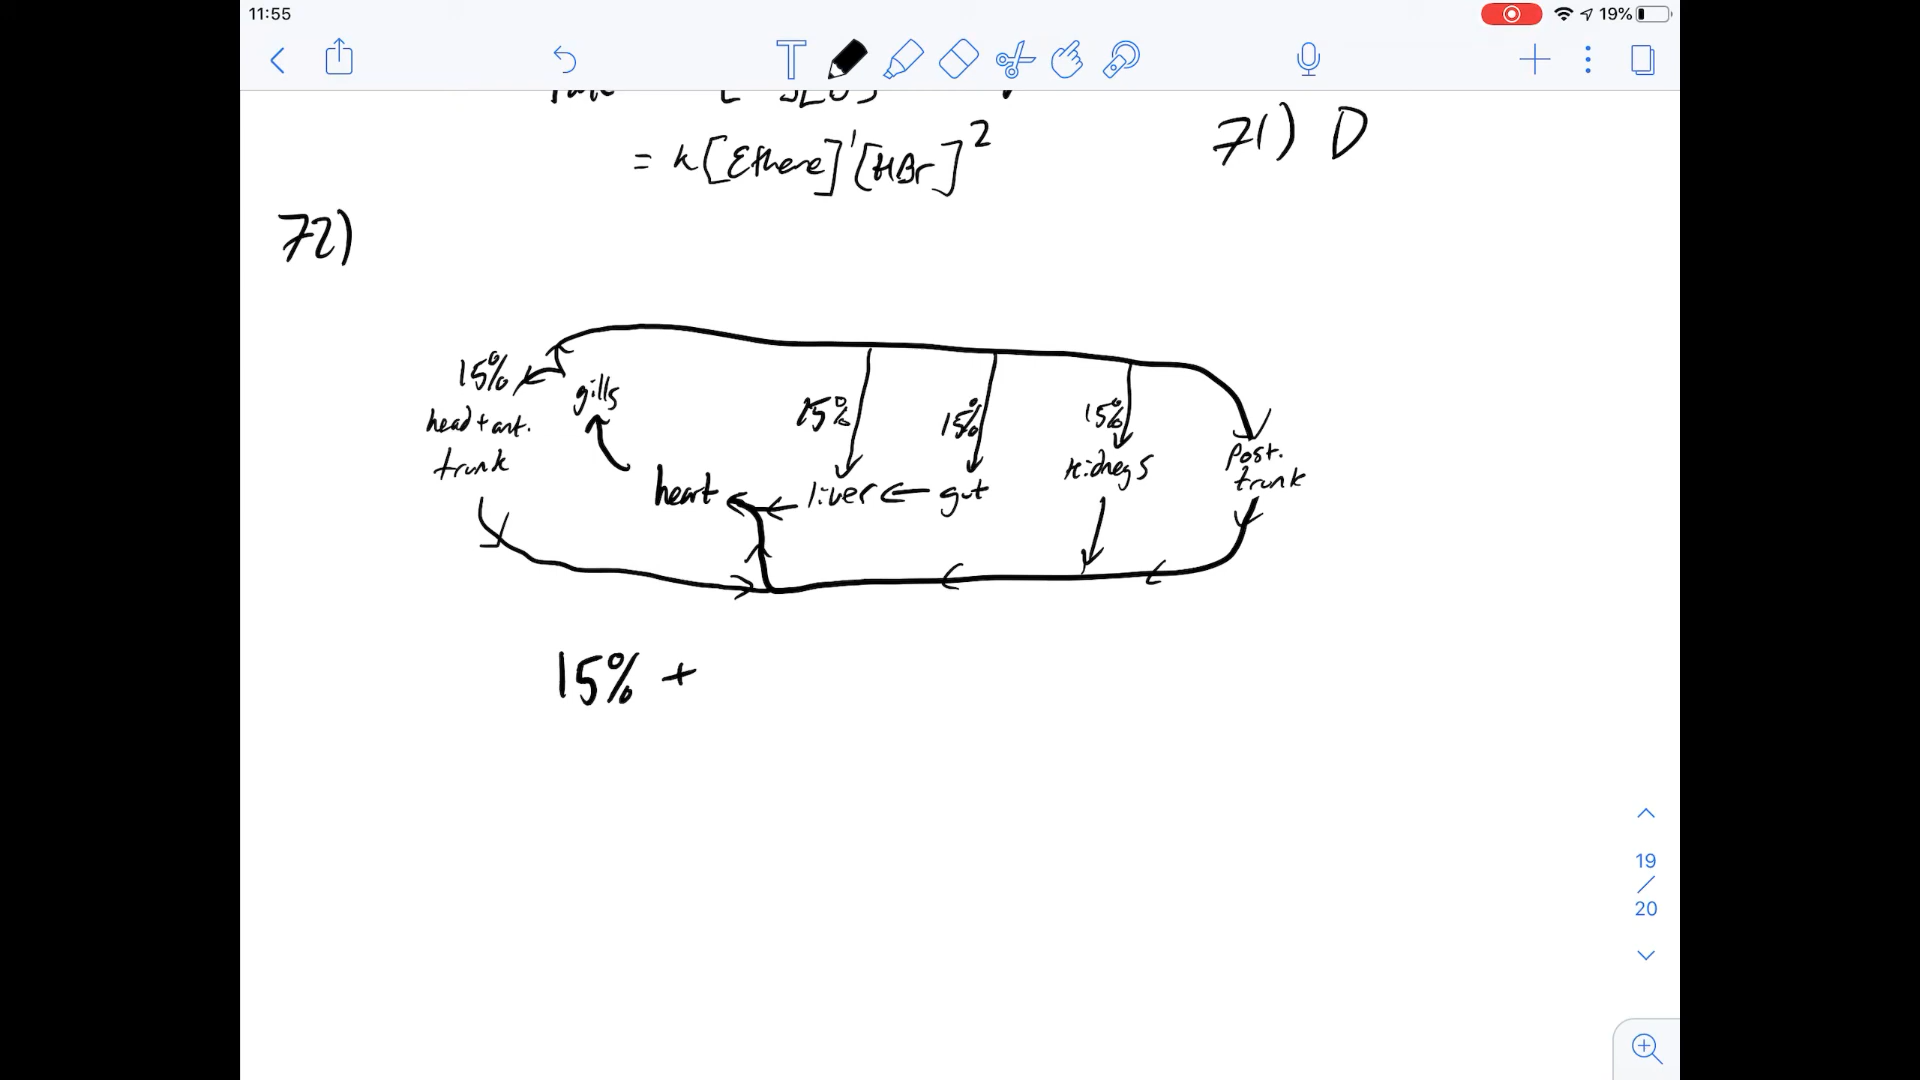 11:55
19%
T
= k[Ethene]¹[HBr]²
71) D
72)
15%
head + ant.
trunk
gills
heart
liver
15%
gut
15%
kidneys
Post.
trunk
15% +
19
/
20